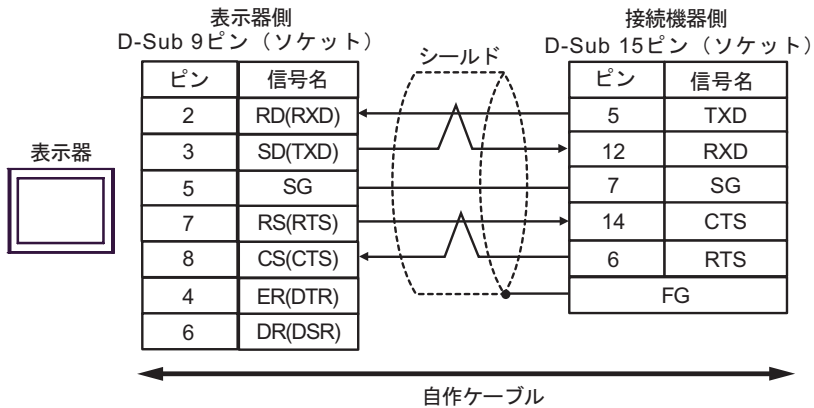 表示器側
D-Sub 9ピン（ソケット）
接続機器側
D-Sub 15ピン（ソケット）
シールド
ピン 信号名
2 RD(RXD)
3 SD(TXD)
5 SG
7 RS(RTS)
8 CS(CTS)
4 ER(DTR)
6 DR(DSR)
ピン 信号名
5 TXD
12 RXD
7 SG
14 CTS
6 RTS
FG
表示器
自作ケーブル